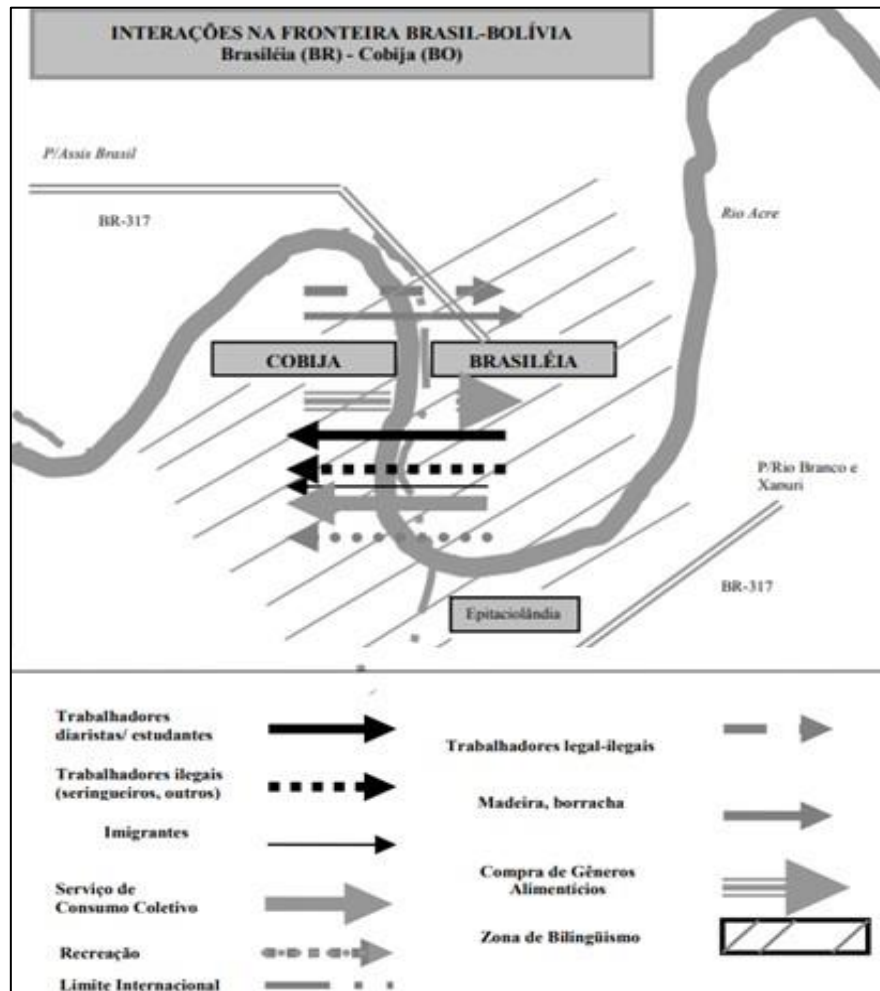 INTERAÇÕES NA FRONTEIRA BRASIL-BOLÍVIA
Brasiléia (BR) - Cobija (BO)
P/Assis Brasil
BR-317
Rio Acre
COBIJA
BRASILÉIA
P/Rio Branco e
Xapuri
BR-317
Epitaciolândia
Trabalhadores
diaristas/ estudantes
Trabalhadores ilegais
(seringueiros, outros)
Imigrantes
Serviço de
Consumo Coletivo
Recreação
Limite Internacional
Trabalhadores legal-ilegais
Madeira, borracha
Compra de Gêneros
Alimentícios
Zona de Bilingüismo